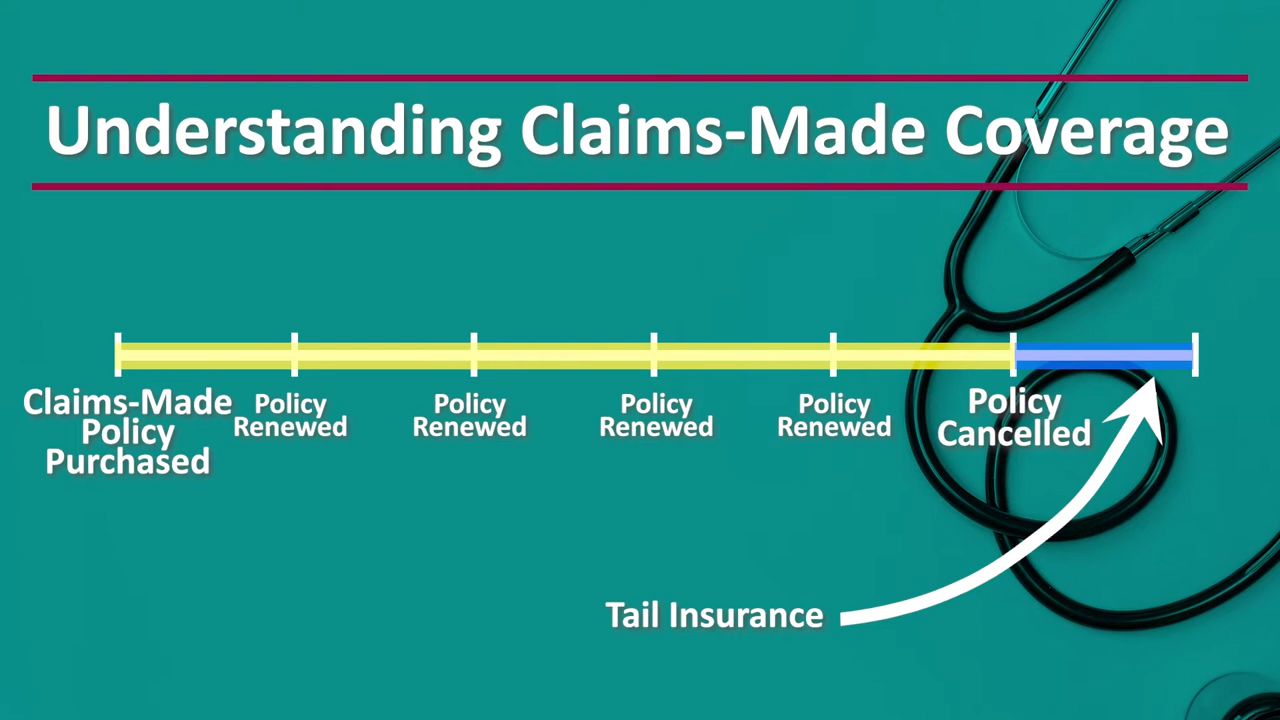 Understanding Claims-Made Coverage
Claims-Made
Policy
Purchased
Policy
Renewed
Policy
Renewed
Policy
Renewed
Policy
Renewed
Policy
Cancelled
Tail Insurance